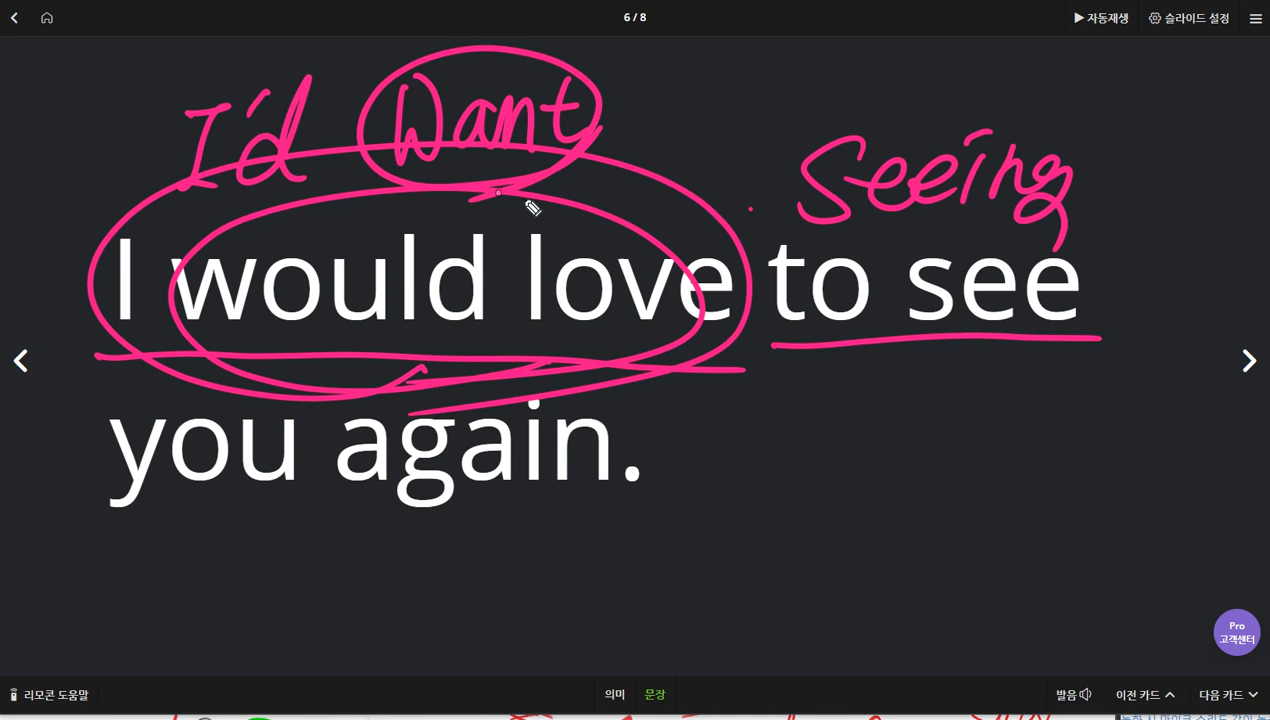 6 / 8
자동재생
슬라이드 설정
I'd Want
Seeing
I would love to see
you again.
Pro
고객센터
리모콘 도움말
의미
문장
발음
이전 카드
다음 카드